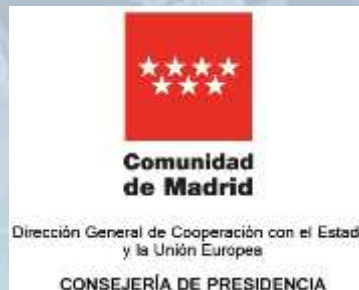 Comunidad
de Madrid
Dirección General de Cooperación con el Estad
y la Unión Europea
CONSEJERÍA DE PRESIDENCIA